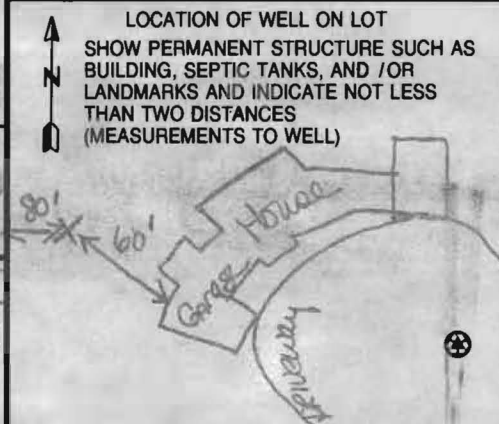 LOCATION OF WELL ON LOT
SHOW PERMANENT STRUCTURE SUCH AS
BUILDING, SEPTIC TANKS, AND /OR
LANDMARKS AND INDICATE NOT LESS
THAN TWO DISTANCES
(MEASUREMENTS TO WELL)
N
80'
60'
House
Garage
Driveway